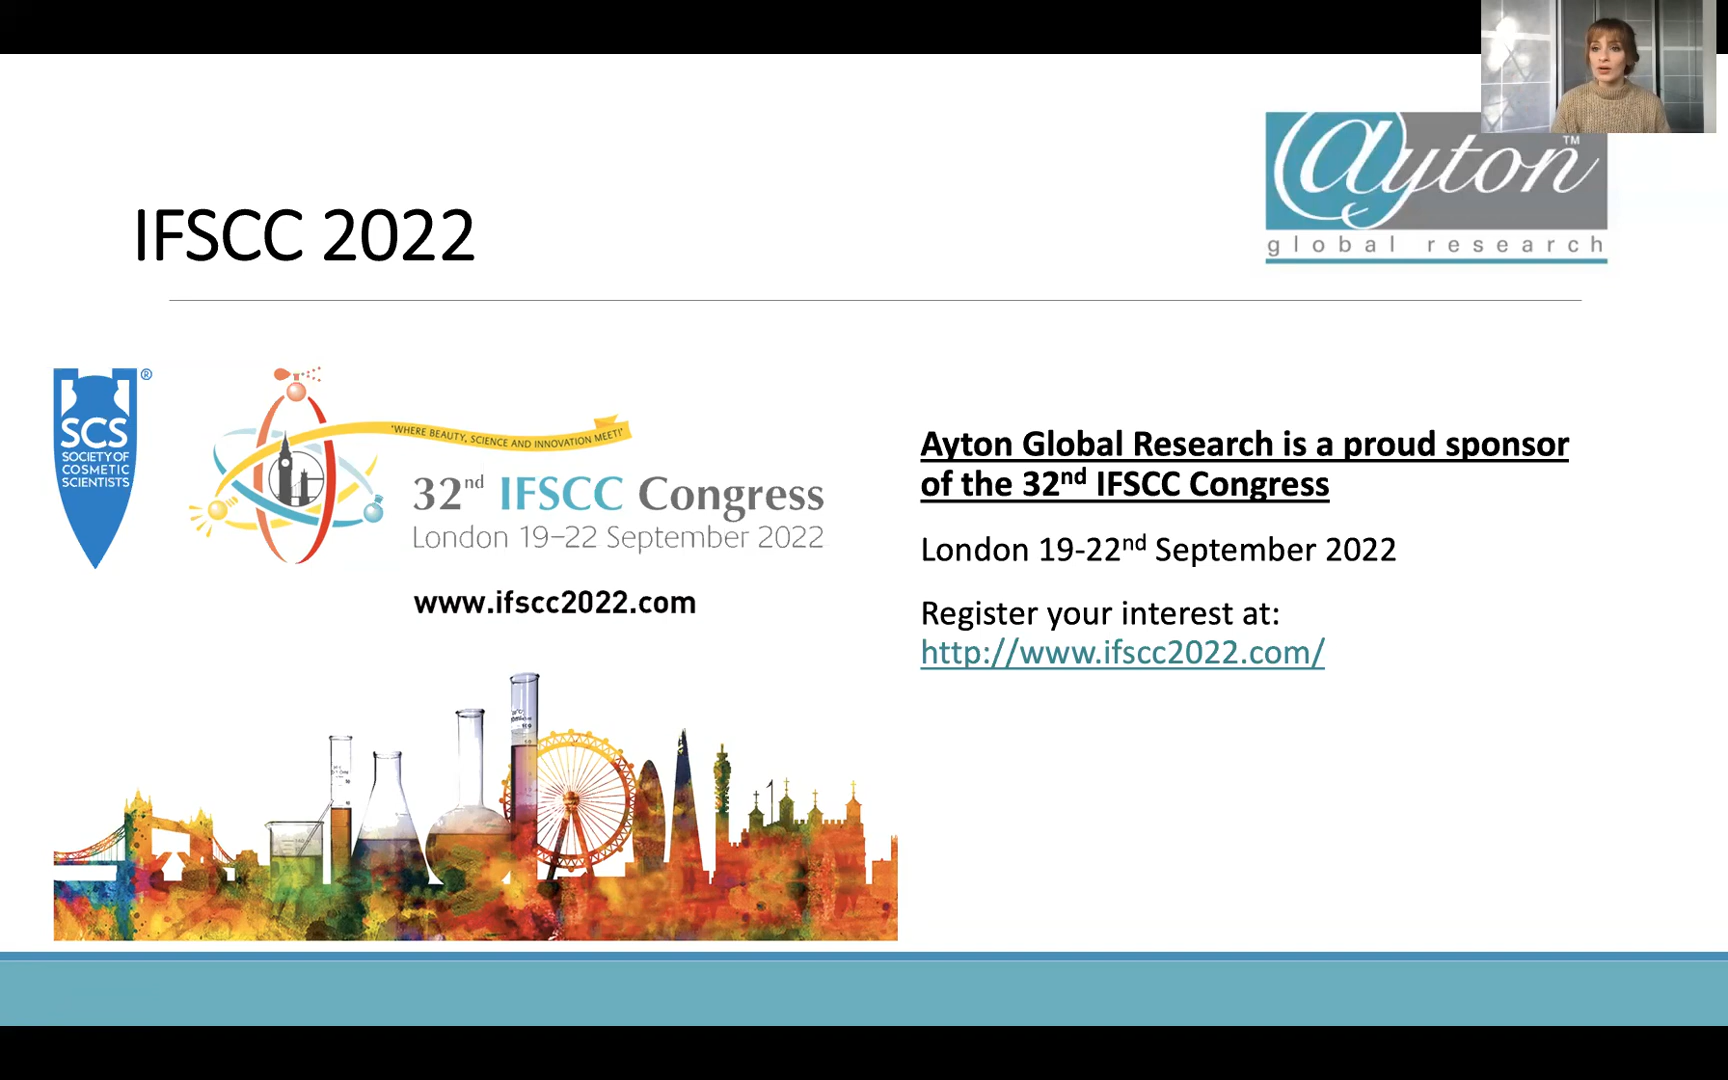 IFSCC 2022
ayton™
global research
SCS®
SOCIETY OF
COSMETIC
SCIENTISTS
"WHERE BEAUTY, SCIENCE AND INNOVATION MEET!"
32nd IFSCC Congress
London 19–22 September 2022
www.ifscc2022.com
Ayton Global Research is a proud sponsor
of the 32nd IFSCC Congress
London 19-22nd September 2022
Register your interest at:
http://www.ifscc2022.com/